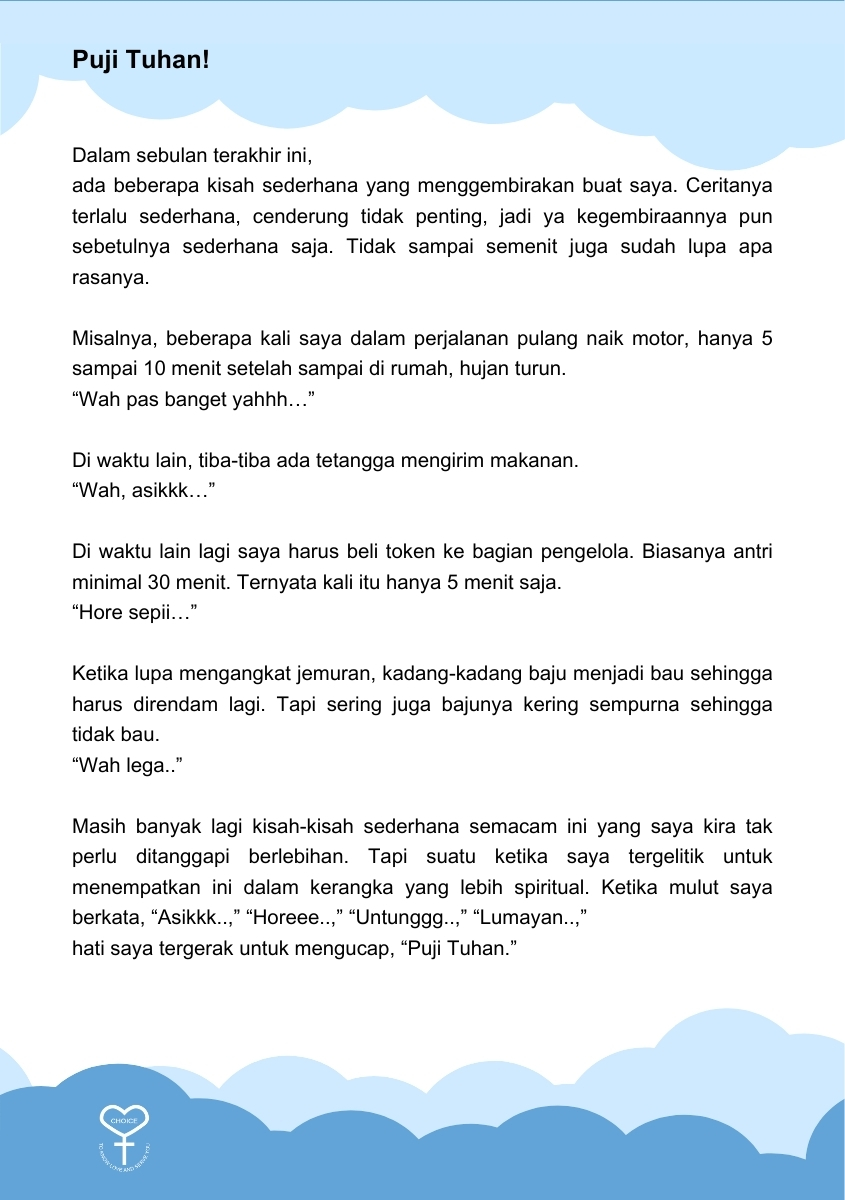 Puji Tuhan!
Dalam sebulan terakhir ini,
ada beberapa kisah sederhana yang menggembirakan buat saya. Ceritanya
terlalu sederhana, cenderung tidak penting, jadi ya kegembiraannya pun
sebetulnya sederhana saja. Tidak sampai semenit juga sudah lupa apa
rasanya.
Misalnya, beberapa kali saya dalam perjalanan pulang naik motor, hanya 5
sampai 10 menit setelah sampai di rumah, hujan turun.
“Wah pas banget yahhh…”
Di waktu lain, tiba-tiba ada tetangga mengirim makanan.
“Wah, asikkk…”
Di waktu lain lagi saya harus beli token ke bagian pengelola. Biasanya antri
minimal 30 menit. Ternyata kali itu hanya 5 menit saja.
“Hore sepii…”
Ketika lupa mengangkat jemuran, kadang-kadang baju menjadi bau sehingga
harus direndam lagi. Tapi sering juga bajunya kering sempurna sehingga
tidak bau.
“Wah lega..”
Masih banyak lagi kisah-kisah sederhana semacam ini yang saya kira tak
perlu ditanggapi berlebihan. Tapi suatu ketika saya tergelitik untuk
menempatkan ini dalam kerangka yang lebih spiritual. Ketika mulut saya
berkata, “Asikkk..,” “Horeee..,” “Untunggg..,” “Lumayan..,”
hati saya tergerak untuk mengucap, “Puji Tuhan.”
CHOICE